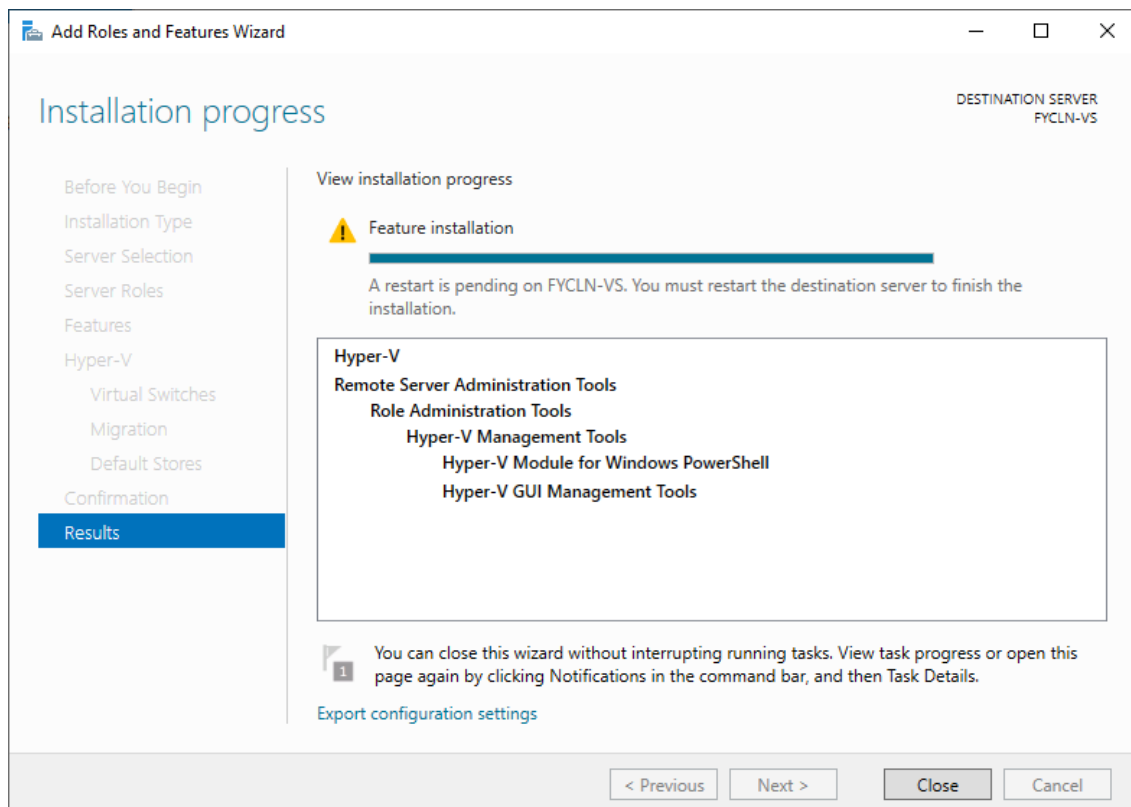 Add Roles and Features Wizard
Installation progress
DESTINATION SERVER
FYCLN-VS
Before You Begin
Installation Type
Server Selection
Server Roles
Features
Hyper-V
Virtual Switches
Migration
Default Stores
Confirmation
Results
View installation progress
Feature installation
A restart is pending on FYCLN-VS. You must restart the destination server to finish the
installation.
Hyper-V
Remote Server Administration Tools
Role Administration Tools
Hyper-V Management Tools
Hyper-V Module for Windows PowerShell
Hyper-V GUI Management Tools
1
You can close this wizard without interrupting running tasks. View task progress or open this
page again by clicking Notifications in the command bar, and then Task Details.
Export configuration settings
< Previous
Next >
Close
Cancel